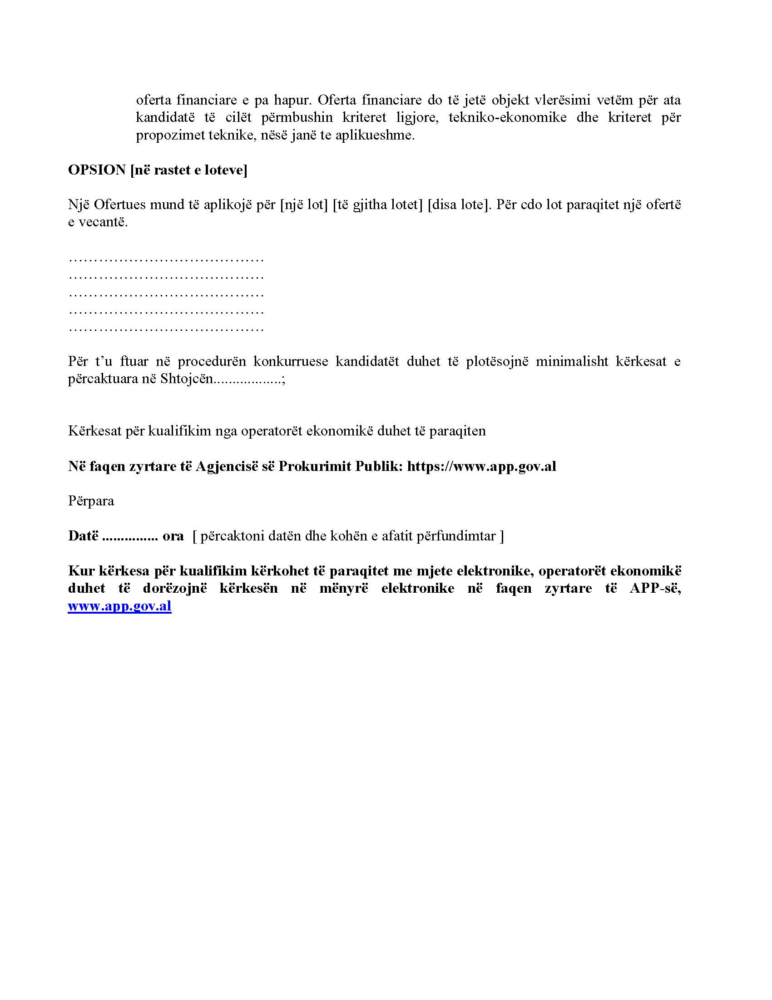 oferta financiare e pa hapur. Oferta financiare do të jetë objekt vlerësimi vetëm për ata
kandidatë të cilët përmbushin kriteret ligjore, tekniko-ekonomike dhe kriteret për
propozimet teknike, nësë janë te aplikueshme.
OPSION [në rastet e loteve]
Një Ofertues mund të aplikojë për [një lot] [të gjitha lotet] [disa lote]. Për cdo lot paraqitet një ofertë
e vecantë.
…………………………………
…………………………………
…………………………………
…………………………………
…………………………………
Për t’u ftuar në procedurën konkurruese kandidatët duhet të plotësojnë minimalisht kërkesat e
përcaktuara në Shtojcën..................;
Kërkesat për kualifikim nga operatorët ekonomikë duhet të paraqiten
Në faqen zyrtare të Agjencisë së Prokurimit Publik: https://www.app.gov.al
Përpara
Datë ............... ora [ përcaktoni datën dhe kohën e afatit përfundimtar ]
Kur kërkesa për kualifikim kërkohet të paraqitet me mjete elektronike, operatorët ekonomikë
duhet të dorëzojnë kërkesën në mënyrë elektronike në faqen zyrtare të APP-së,
www.app.gov.al